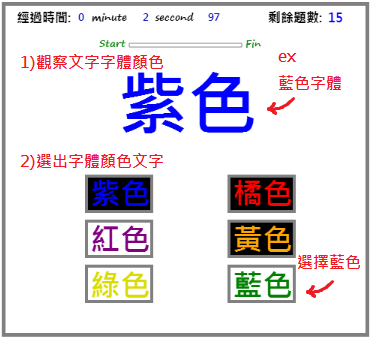 經過時間: 0 minute 2 seccond 97 剩餘題數: 15
Start Fin
1)觀察文字字體顏色 ex
藍色字體
紫色
2)選出字體顏色文字
紫色 橘色
紅色 黃色
選擇藍色
綠色 藍色